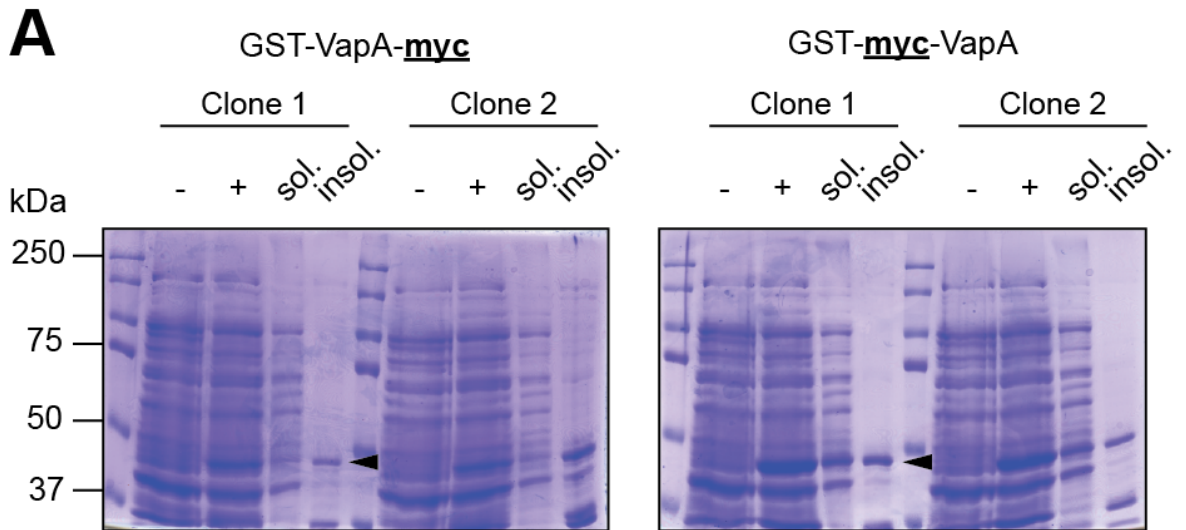 A
GST-VapA-myc
GST-myc-VapA
Clone 1
Clone 2
Clone 1
Clone 2
kDa
- + sol. insol. - + sol. insol.
- + sol. insol. - + sol. insol.
250
75
50
37